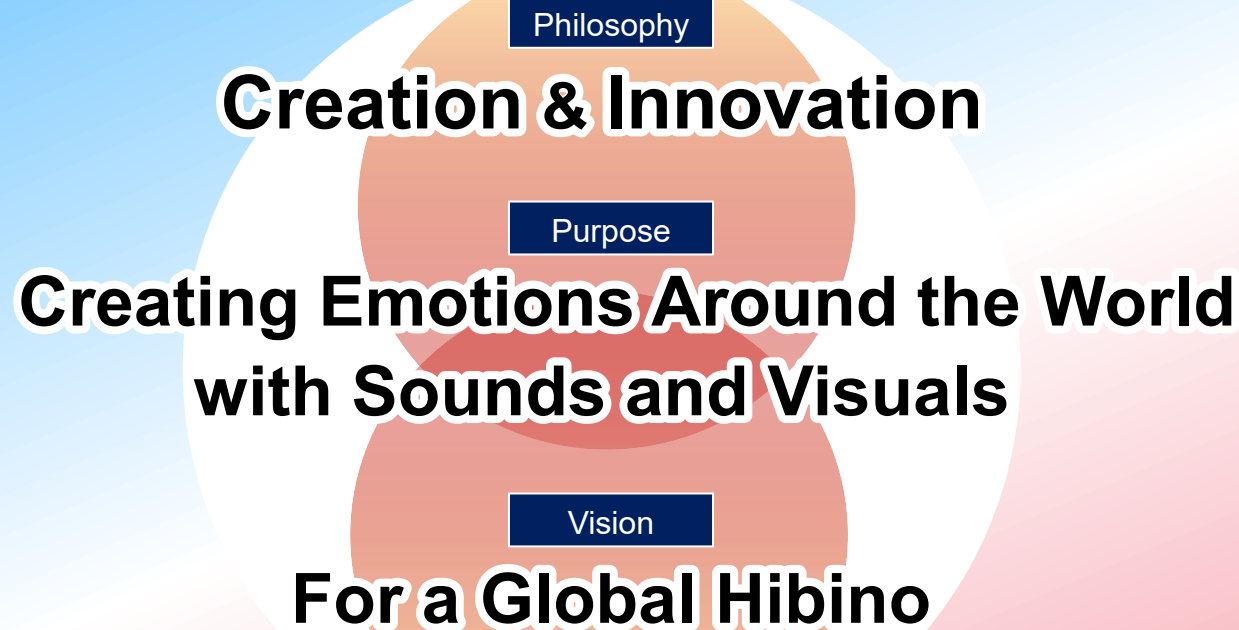 Philosophy
Creation & Innovation
Purpose
Creating Emotions Around the World
with Sounds and Visuals
Vision
For a Global Hibino